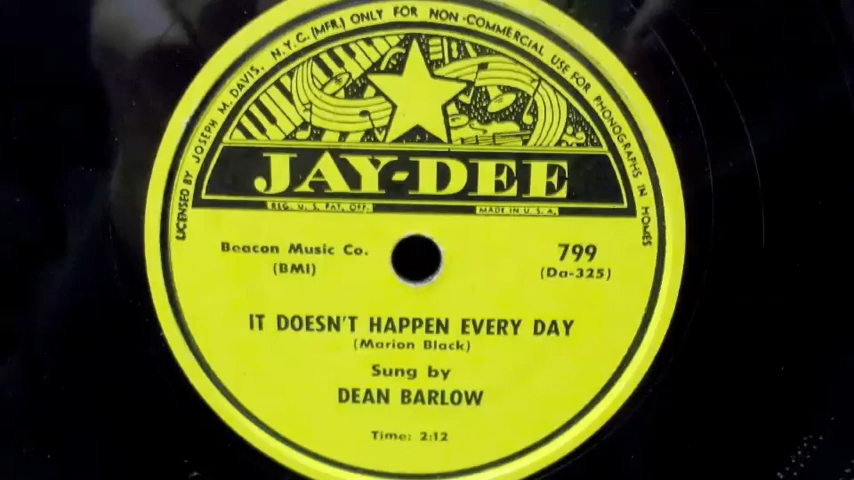 LICENSED BY JOSEPH M. DAVIS, N.Y.C. (MFR.) ONLY FOR NON-COMMERCIAL USE FOR PHONOGRAPHS IN HOMES
JAY-DEE
REG. U. S. PAT. OFF. MADE IN U. S. A.
Beacon Music Co. 799
(BMI) (Da-325)
IT DOESN'T HAPPEN EVERY DAY
(Marion Black)
Sung by
DEAN BARLOW
Time: 2:12